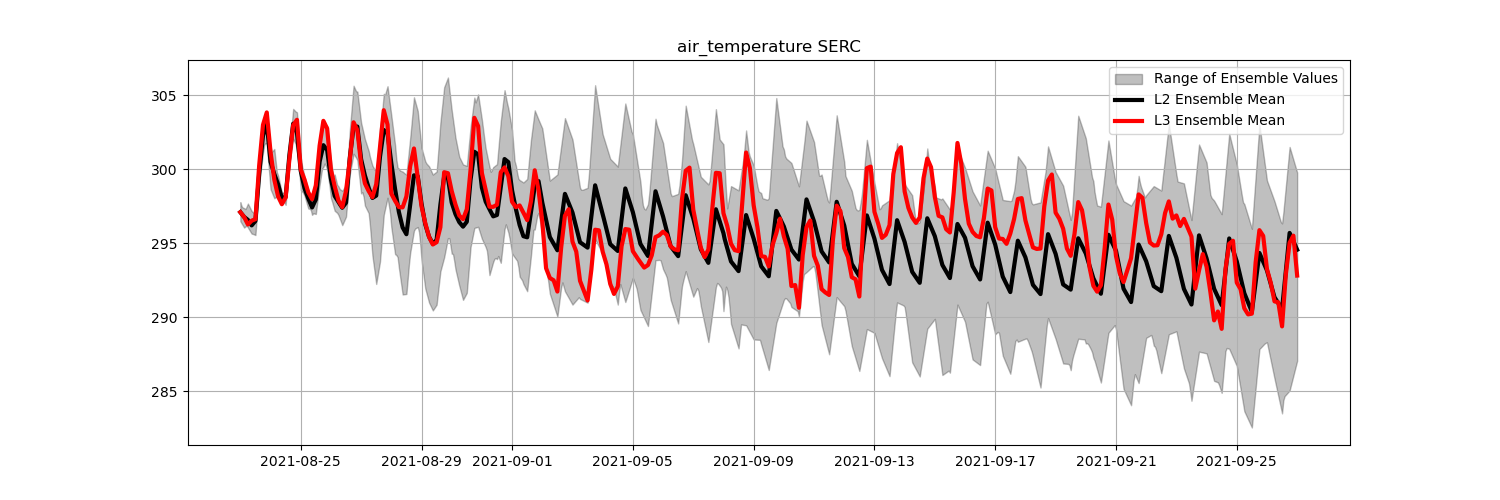 air_temperature SERC
Range of Ensemble Values
L2 Ensemble Mean
L3 Ensemble Mean
305
300
295
290
285
2021-08-25 2021-08-29 2021-09-01 2021-09-05 2021-09-09 2021-09-13 2021-09-17 2021-09-21 2021-09-25